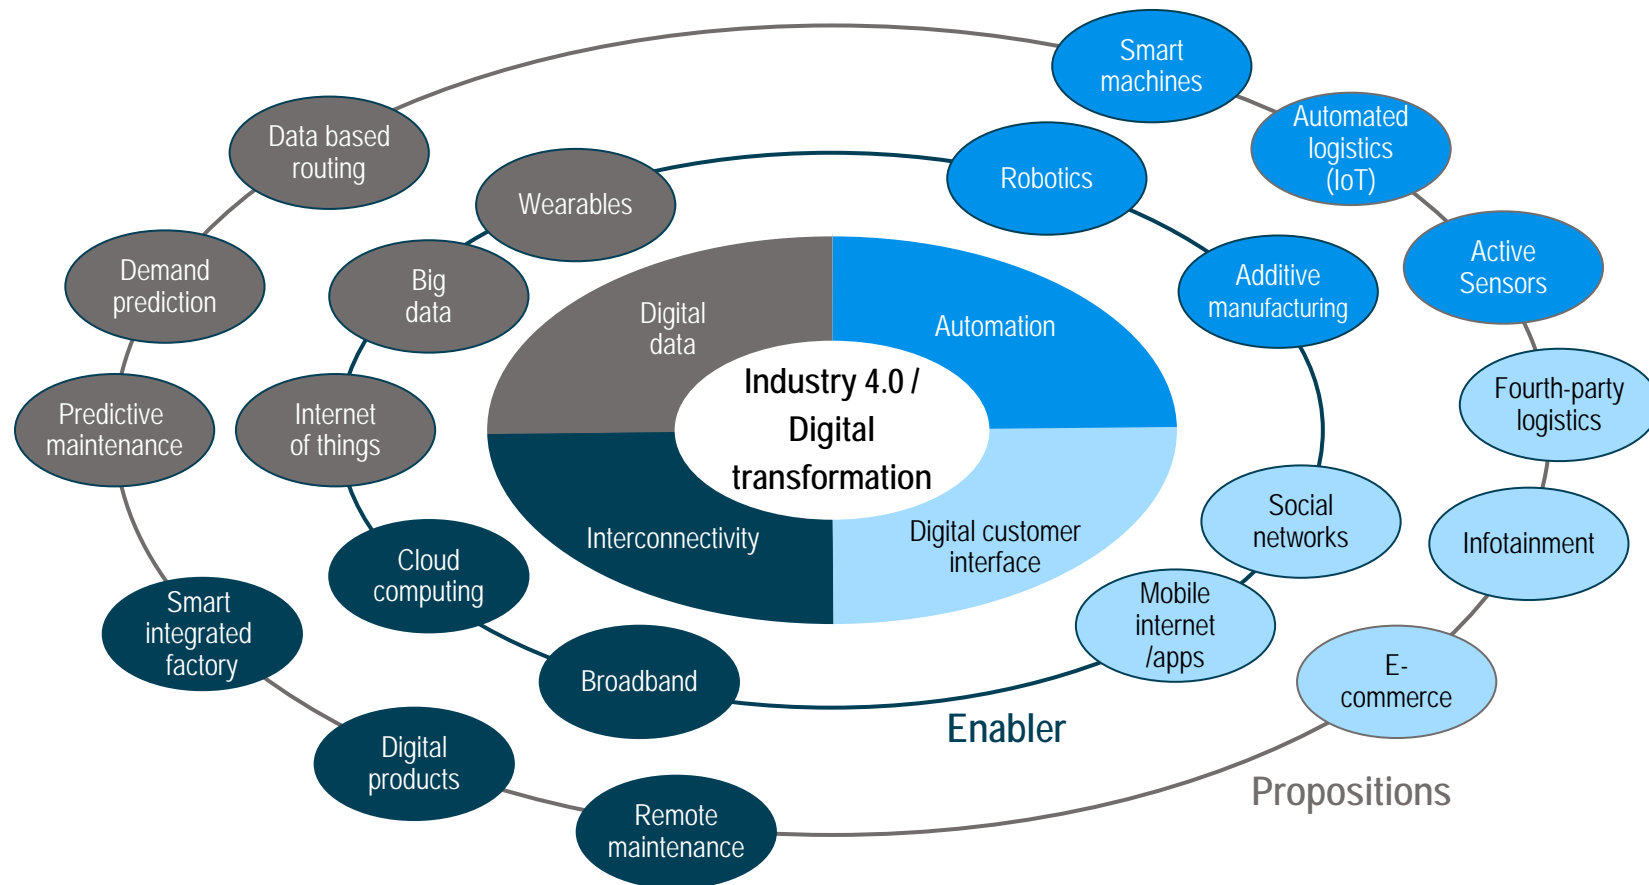 Smart
machines
Data based
routing
Automated
logistics
(IoT)
Wearables
Robotics
Demand
prediction
Big
data
Active
Sensors
Additive
manufacturing
Digital
data
Automation
Industry 4.0 /
Digital
transformation
Fourth-party
logistics
Predictive
maintenance
Internet
of things
Interconnectivity
Digital customer
interface
Social
networks
Infotainment
Cloud
computing
Mobile
internet
/apps
Smart
integrated
factory
Broadband
E-
commerce
Enabler
Digital
products
Propositions
Remote
maintenance